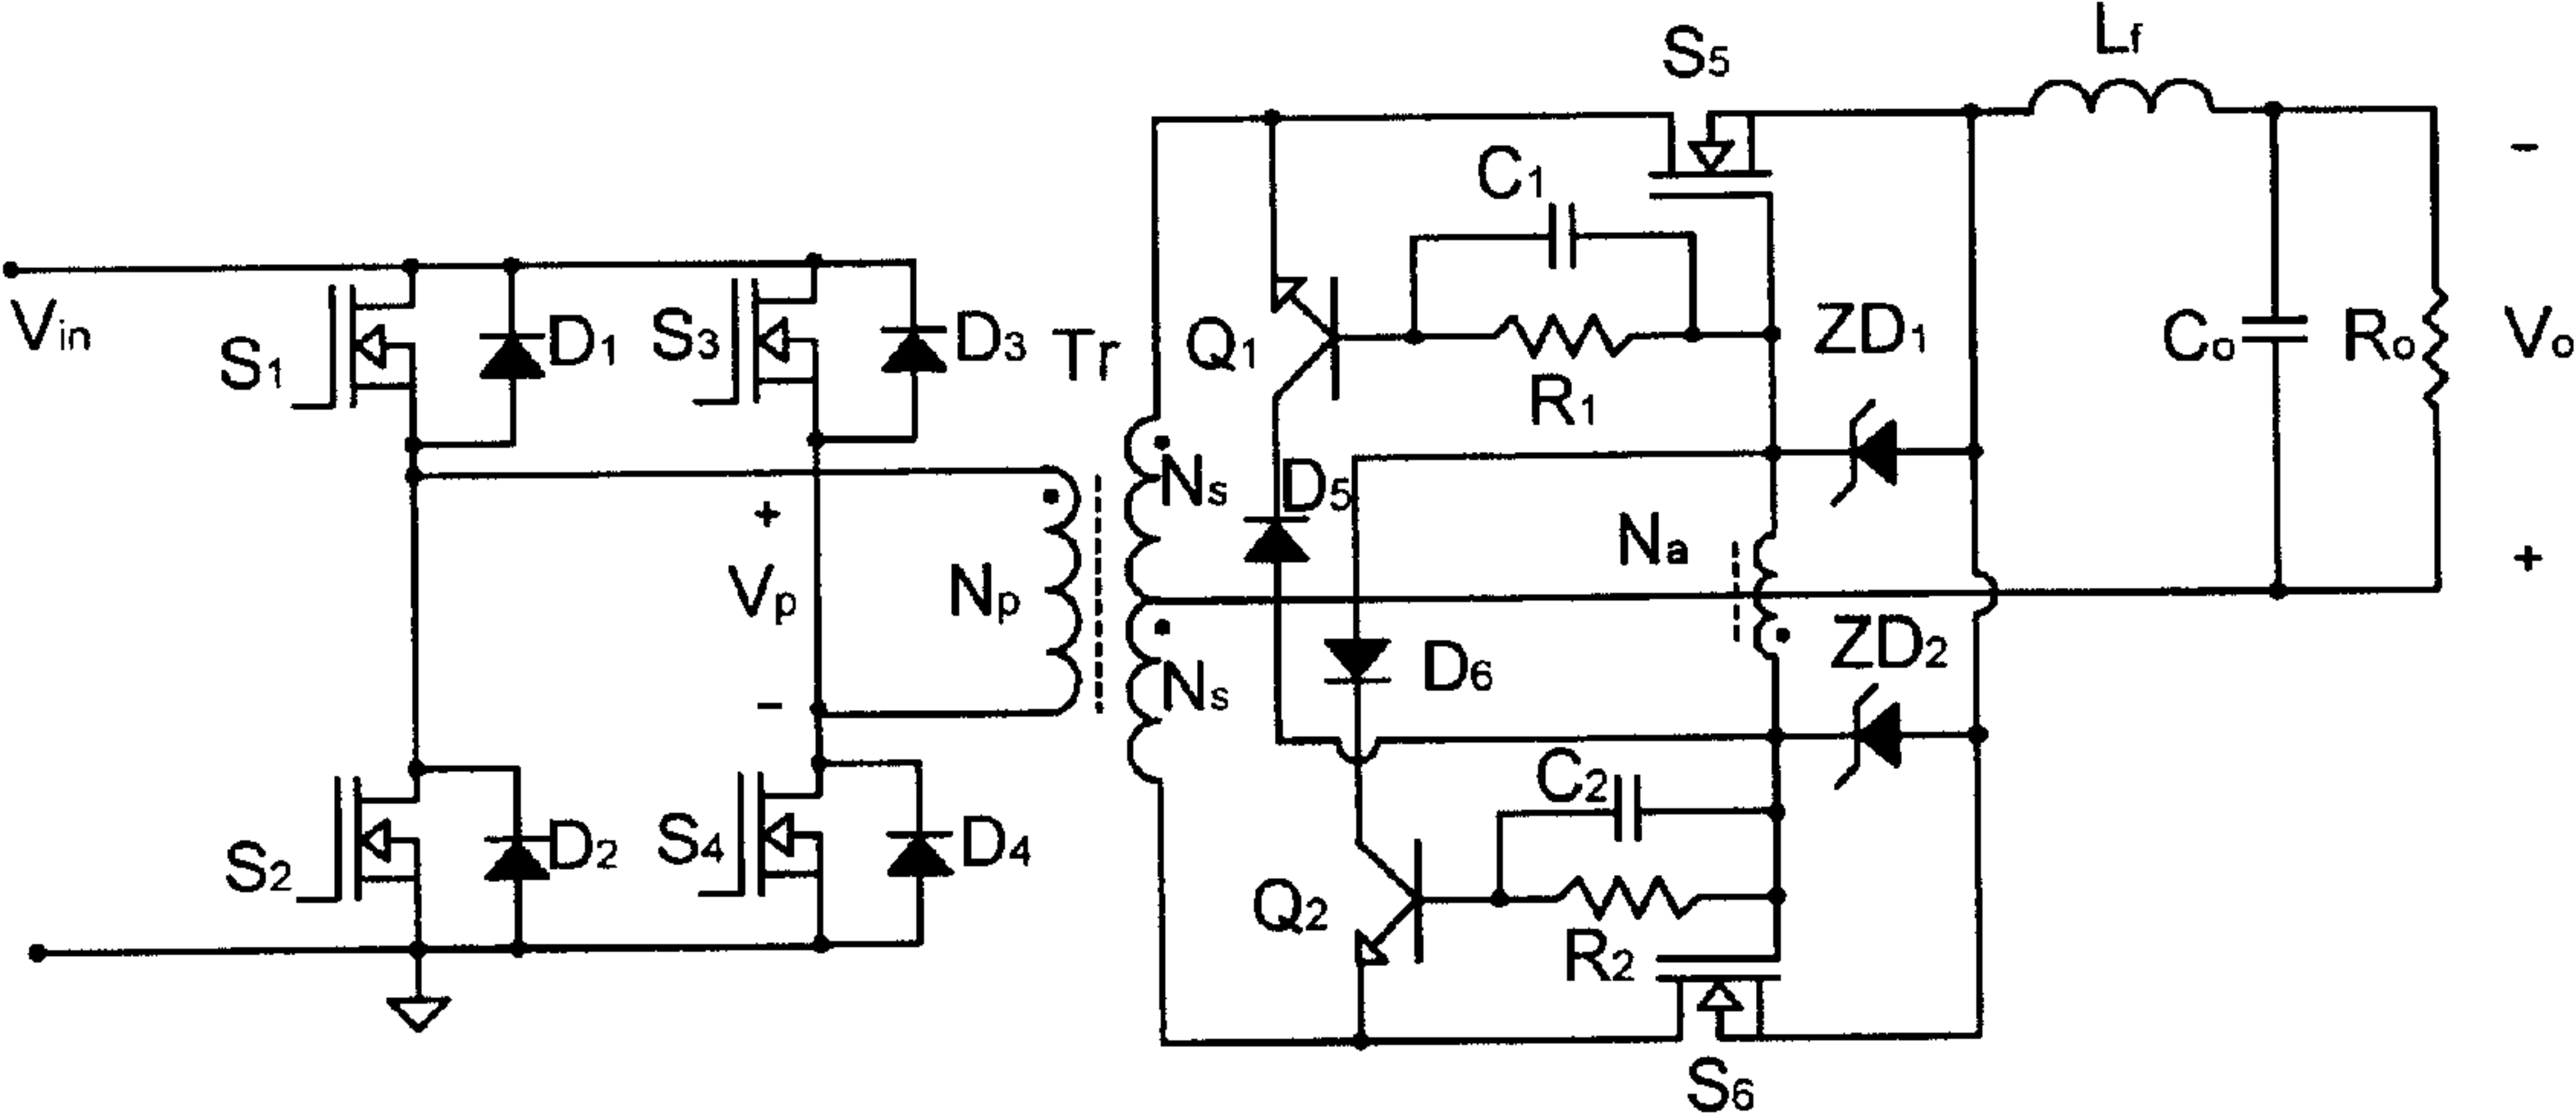 S5
Lf
−
C1
Vin
S1
D1
S3
D3
Tr
Q1
R1
ZD1
Co
Ro
Vo
+
Vp
−
Np
Ns
Ns
D5
Na
D6
ZD2
+
S2
D2
S4
D4
C2
Q2
R2
S6